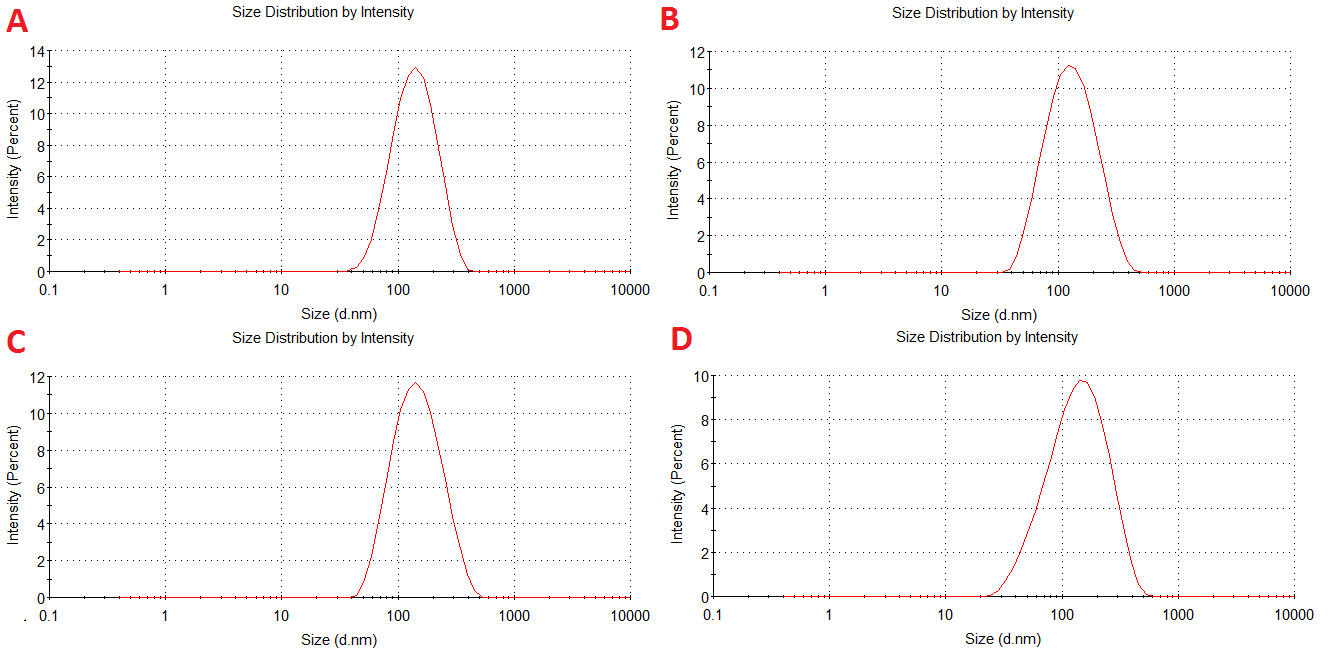 A
Size Distribution by Intensity
14
12
10
8
6
4
2
0
Intensity (Percent)
0.1 1 10 100 1000 10000
Size (d.nm)
B
Size Distribution by Intensity
12
10
8
6
4
2
0
Intensity (Percent)
0.1 1 10 100 1000 10000
Size (d.nm)
C
Size Distribution by Intensity
12
10
8
6
4
2
0
Intensity (Percent)
0.1 1 10 100 1000 10000
Size (d.nm)
D
Size Distribution by Intensity
10
8
6
4
2
0
Intensity (Percent)
0.1 1 10 100 1000 10000
Size (d.nm)